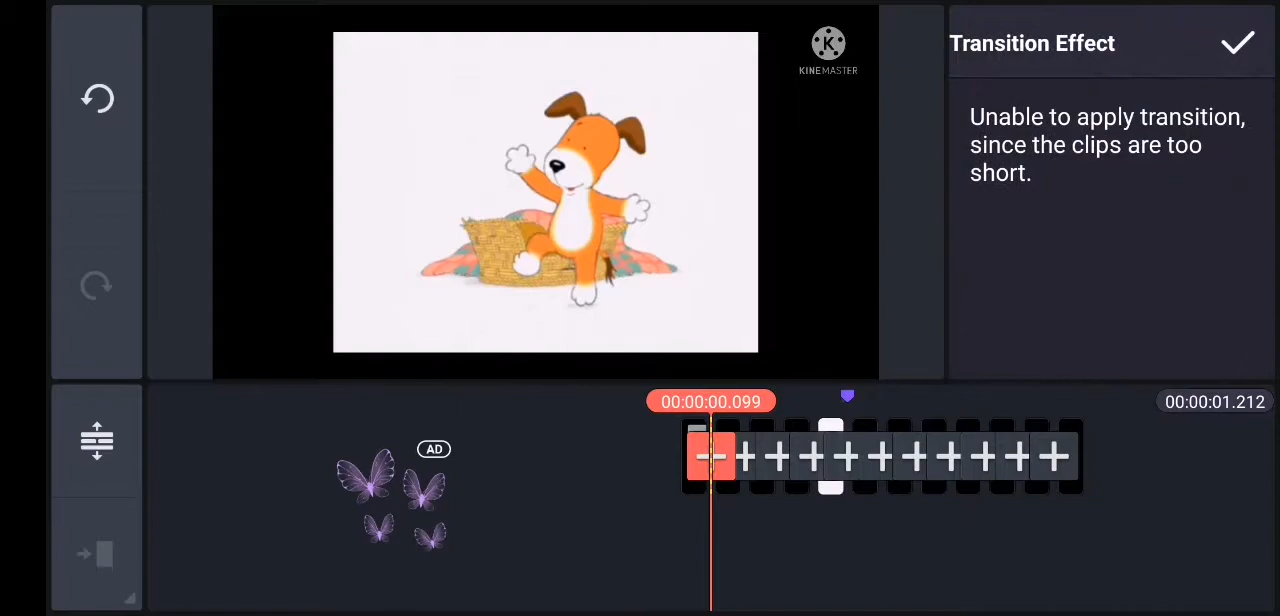 K
KINEMASTER
Transition Effect
Unable to apply transition,
since the clips are too
short.
00:00:00.099
00:00:01.212
AD